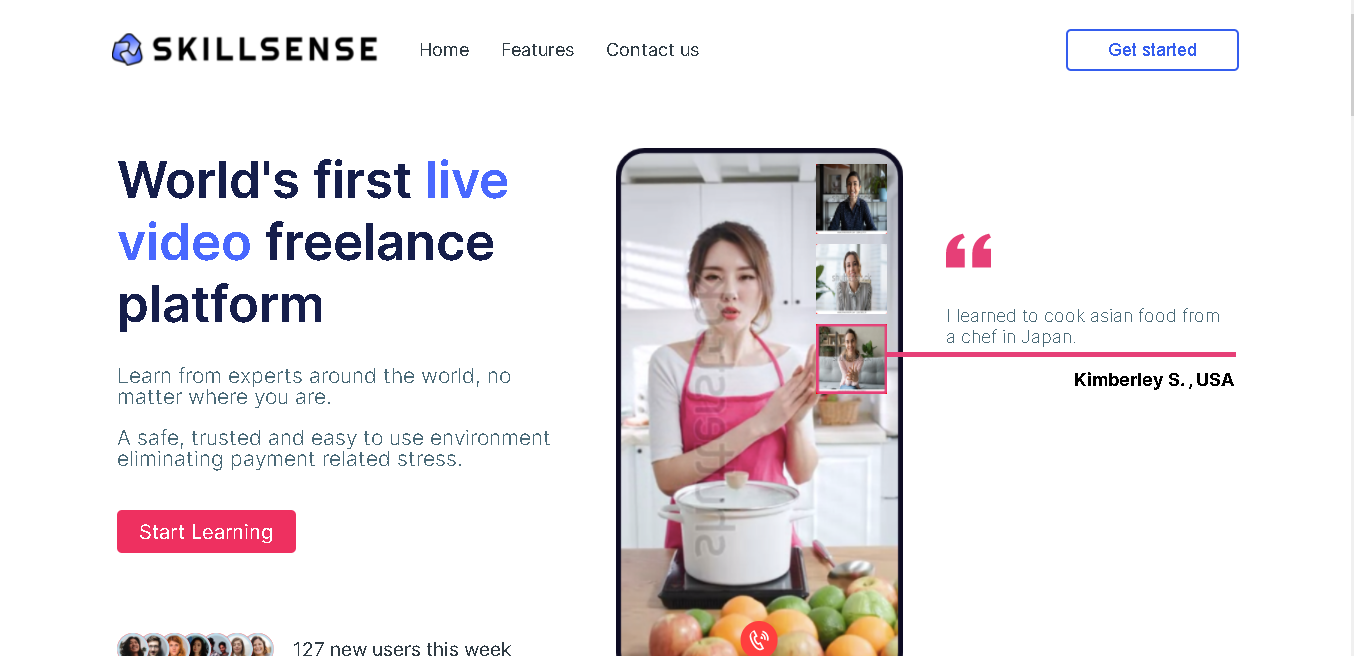 SKILLSENSE
Home
Features
Contact us
Get started
World's first live
video freelance
platform
Learn from experts around the world, no
matter where you are.
A safe, trusted and easy to use environment
eliminating payment related stress.
Start Learning
127 new users this week
I learned to cook asian food from
a chef in Japan.
Kimberley S. , USA